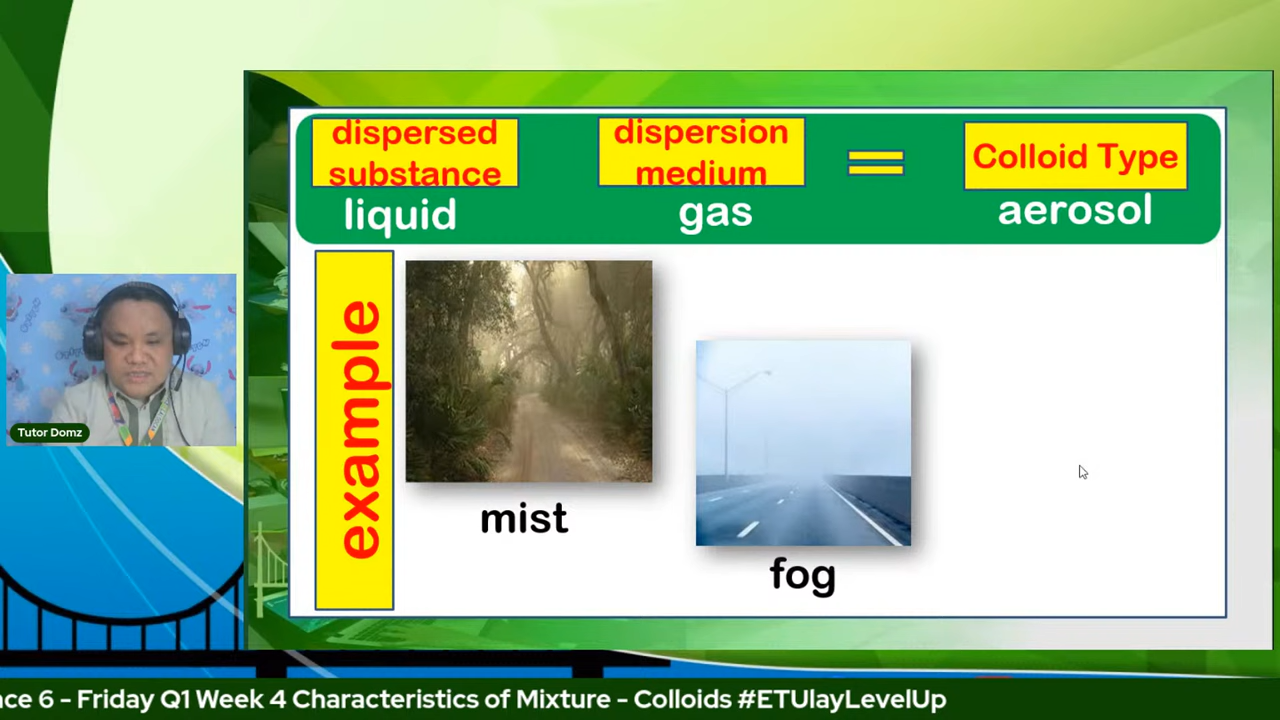 dispersed
substance
liquid
dispersion
medium
gas
=
Colloid Type
aerosol
example
mist
fog
Tutor Domz
ce 6 - Friday Q1 Week 4 Characteristics of Mixture - Colloids #ETUlayLevelUp